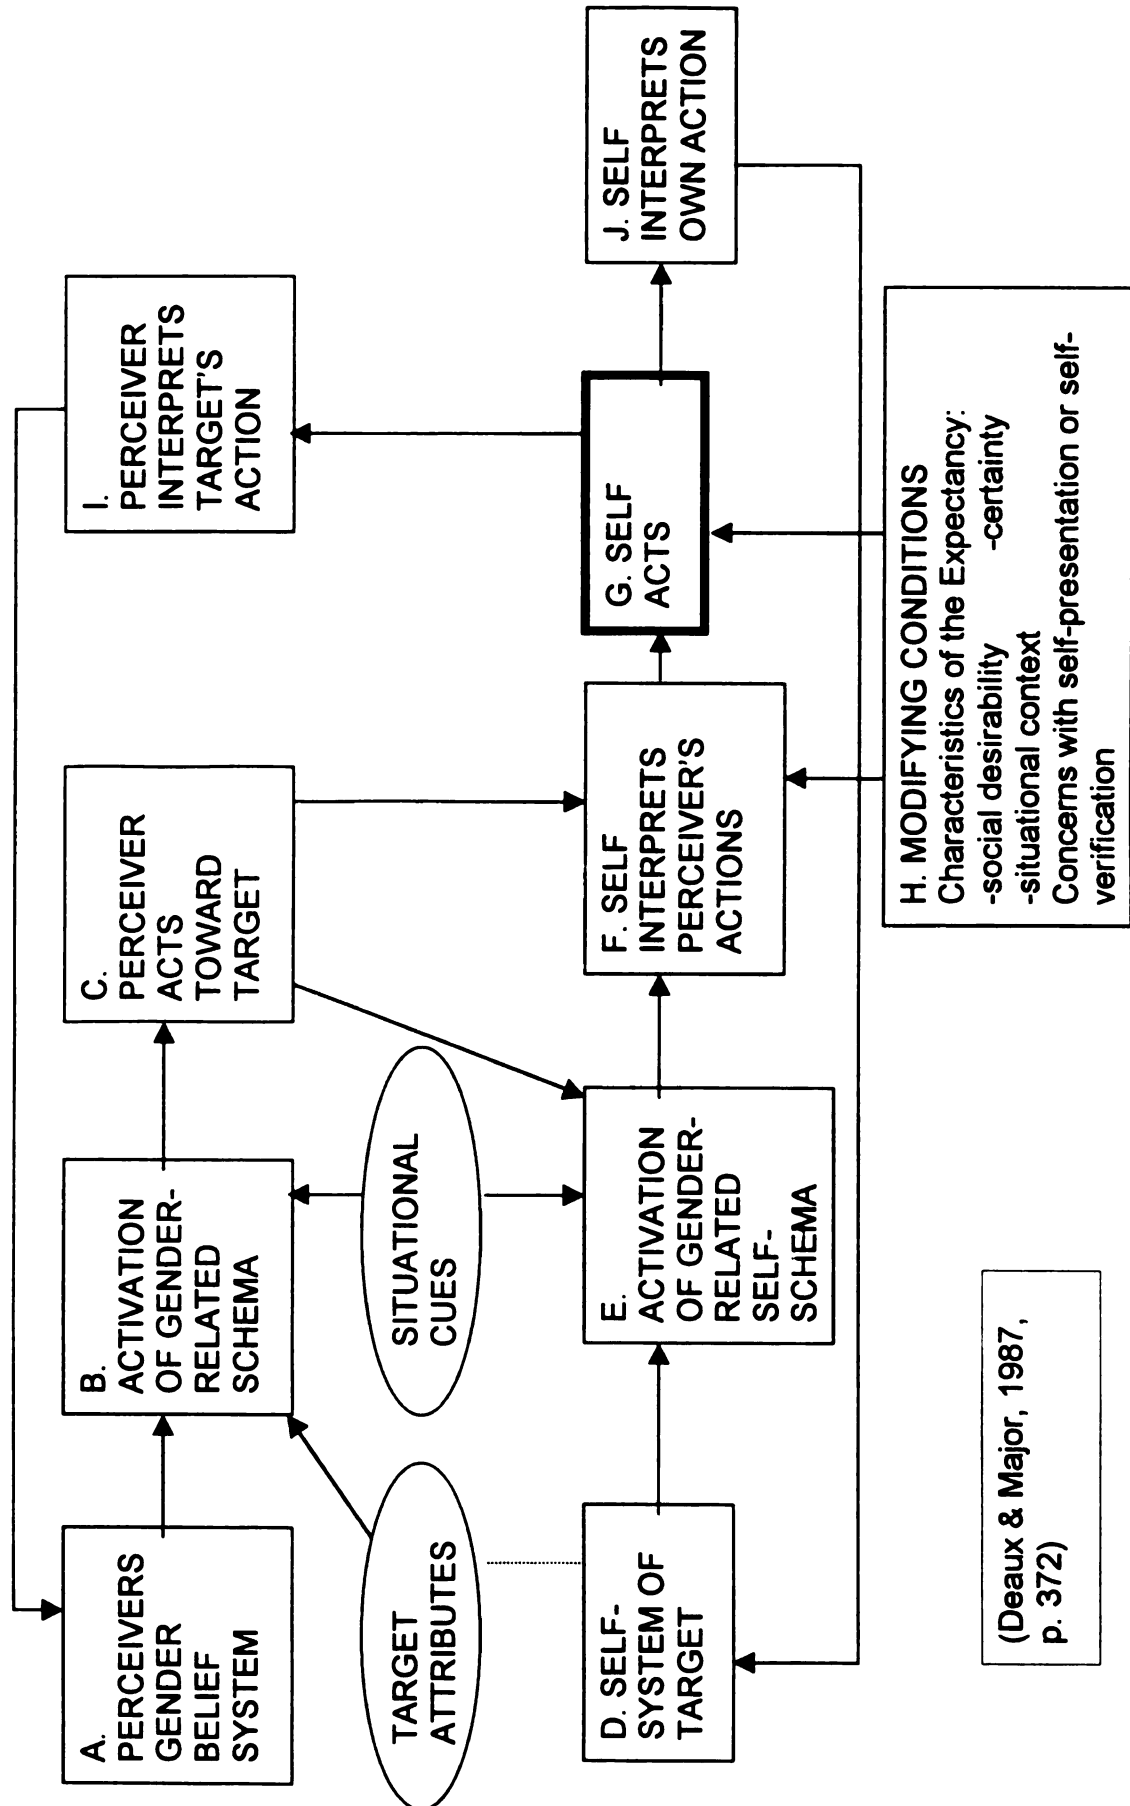 A.
PERCEIVERS
GENDER
BELIEF
SYSTEM
B.
ACTIVATION
OF GENDER-
RELATED
SCHEMA
C.
PERCEIVER
ACTS
TOWARD
TARGET
I.
PERCEIVER
INTERPRETS
TARGET'S
ACTION
TARGET
ATTRIBUTES
SITUATIONAL
CUES
D. SELF-
SYSTEM OF
TARGET
E.
ACTIVATION
OF GENDER-
RELATED
SELF-
SCHEMA
F. SELF
INTERPRETS
PERCEIVER'S
ACTIONS
G. SELF
ACTS
J. SELF
INTERPRETS
OWN ACTION
H. MODIFYING CONDITIONS
Characteristics of the Expectancy:
-social desirability -certainty
-situational context
Concerns with self-presentation or self-
verification
(Deaux & Major, 1987,
p. 372)